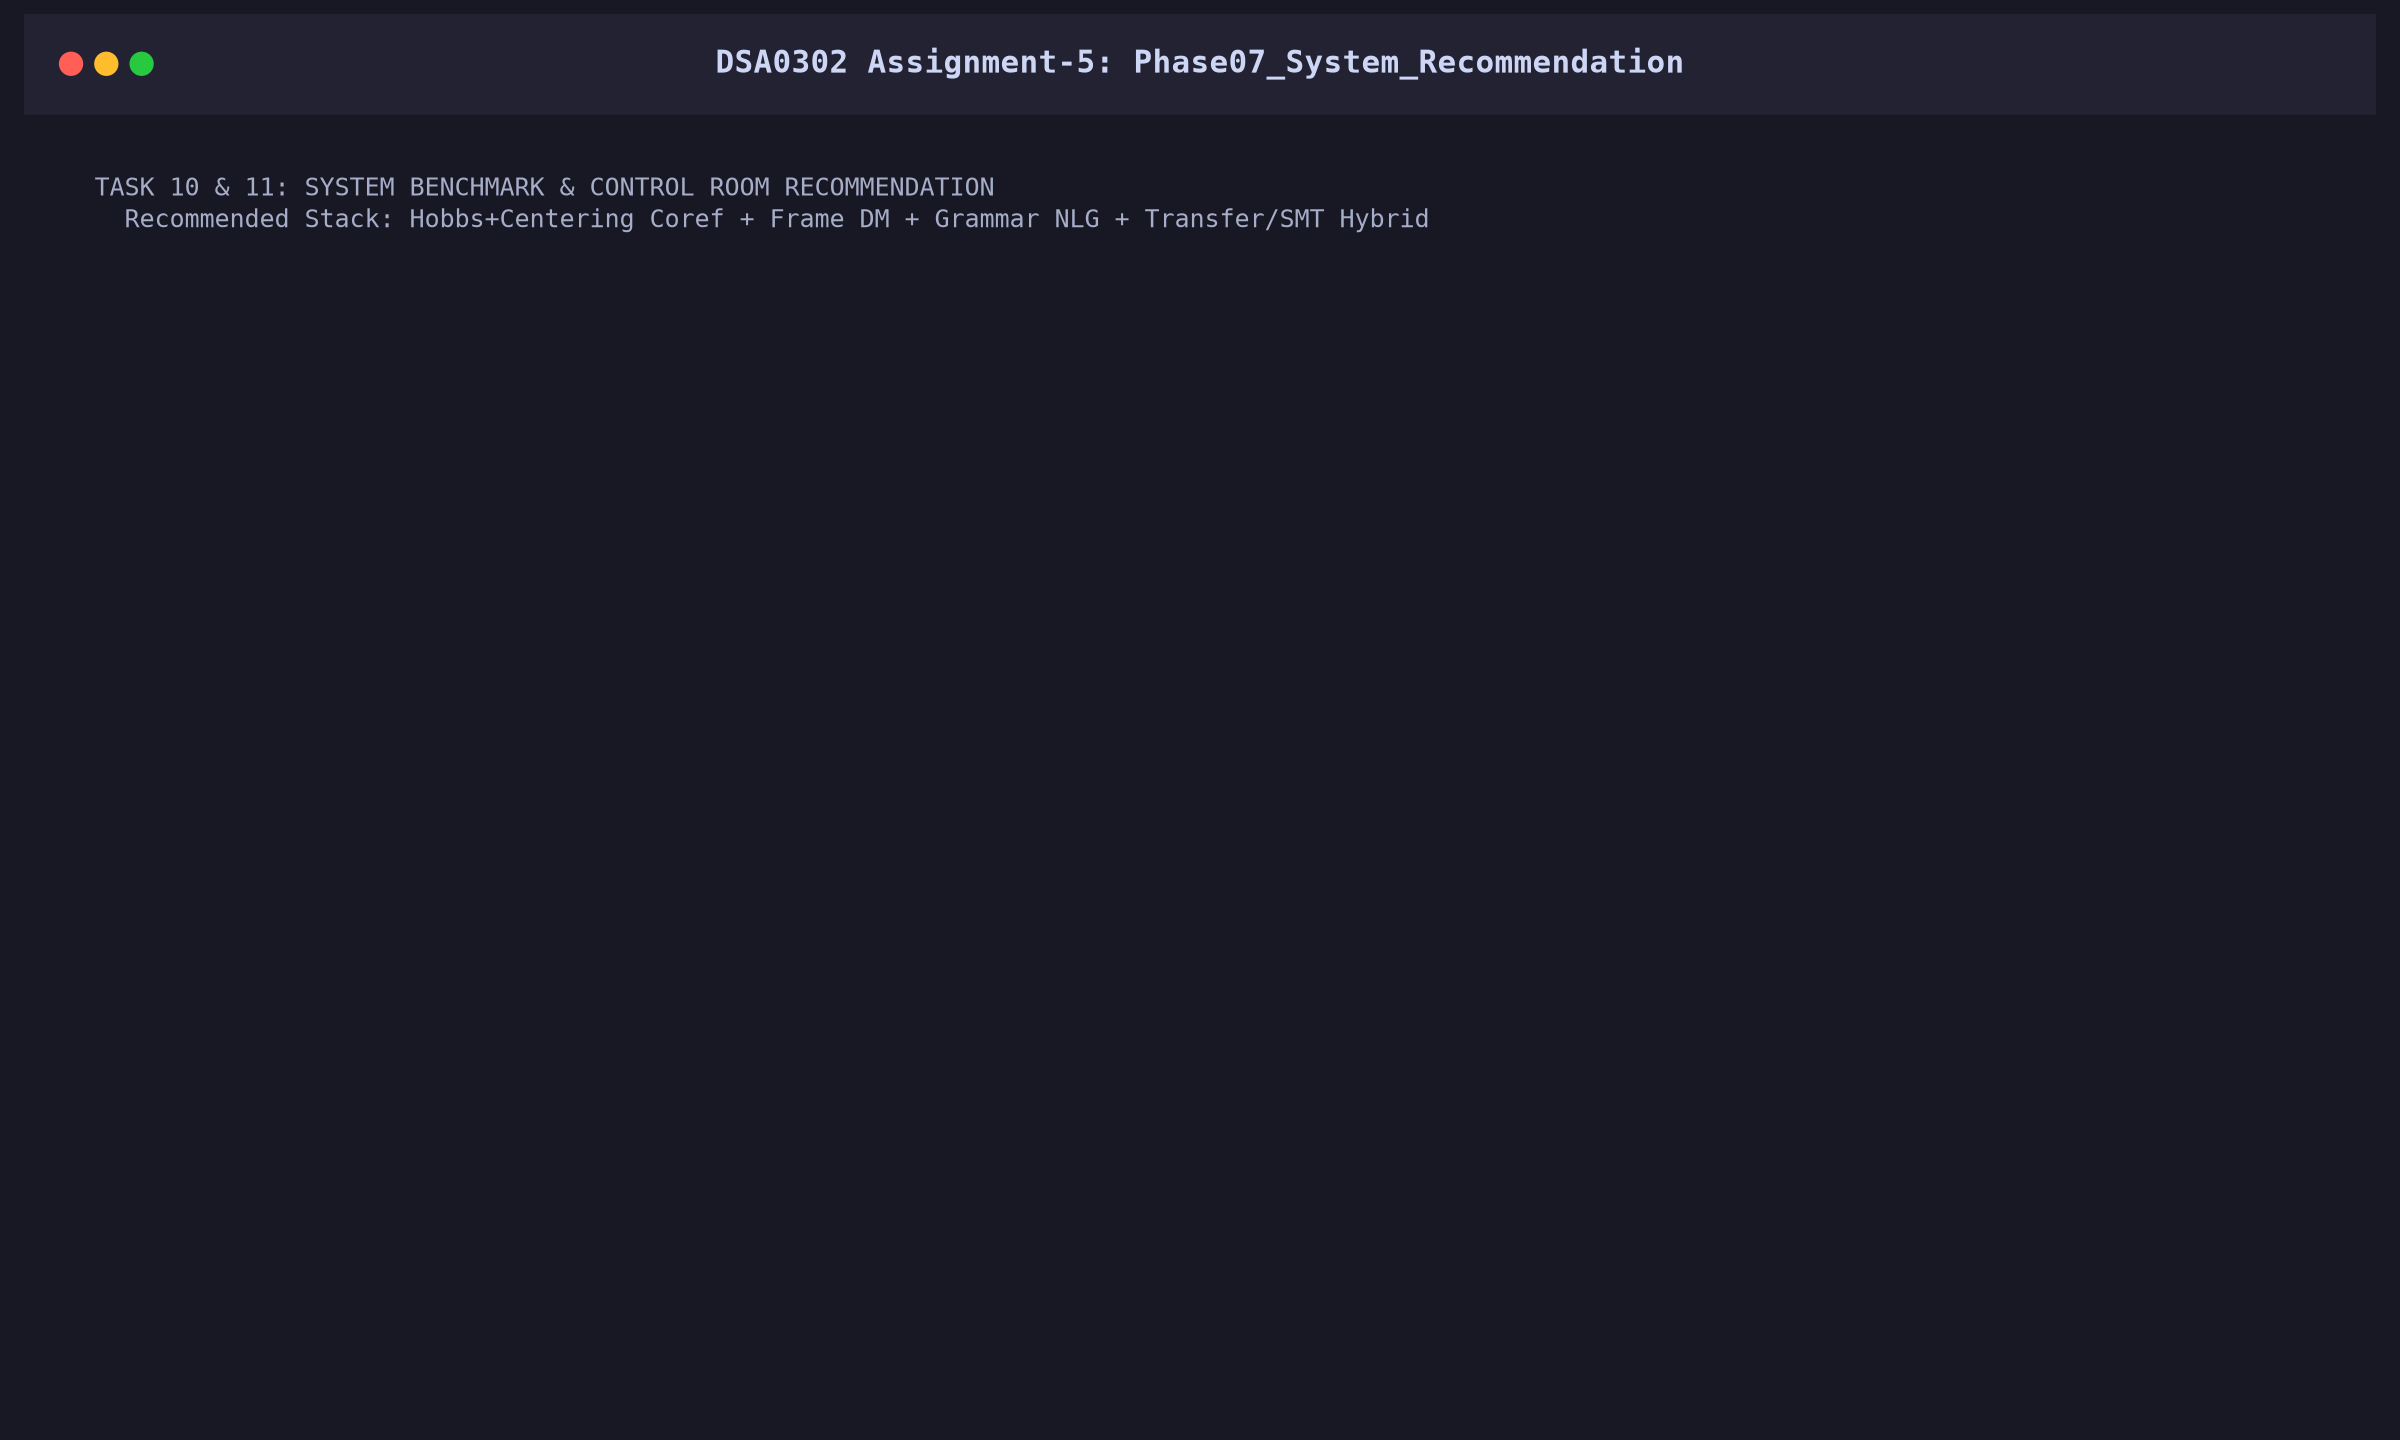 DSA0302 Assignment-5: Phase07_System_Recommendation
TASK 10 & 11: SYSTEM BENCHMARK & CONTROL ROOM RECOMMENDATION
Recommended Stack: Hobbs+Centering Coref + Frame DM + Grammar NLG + Transfer/SMT Hybrid